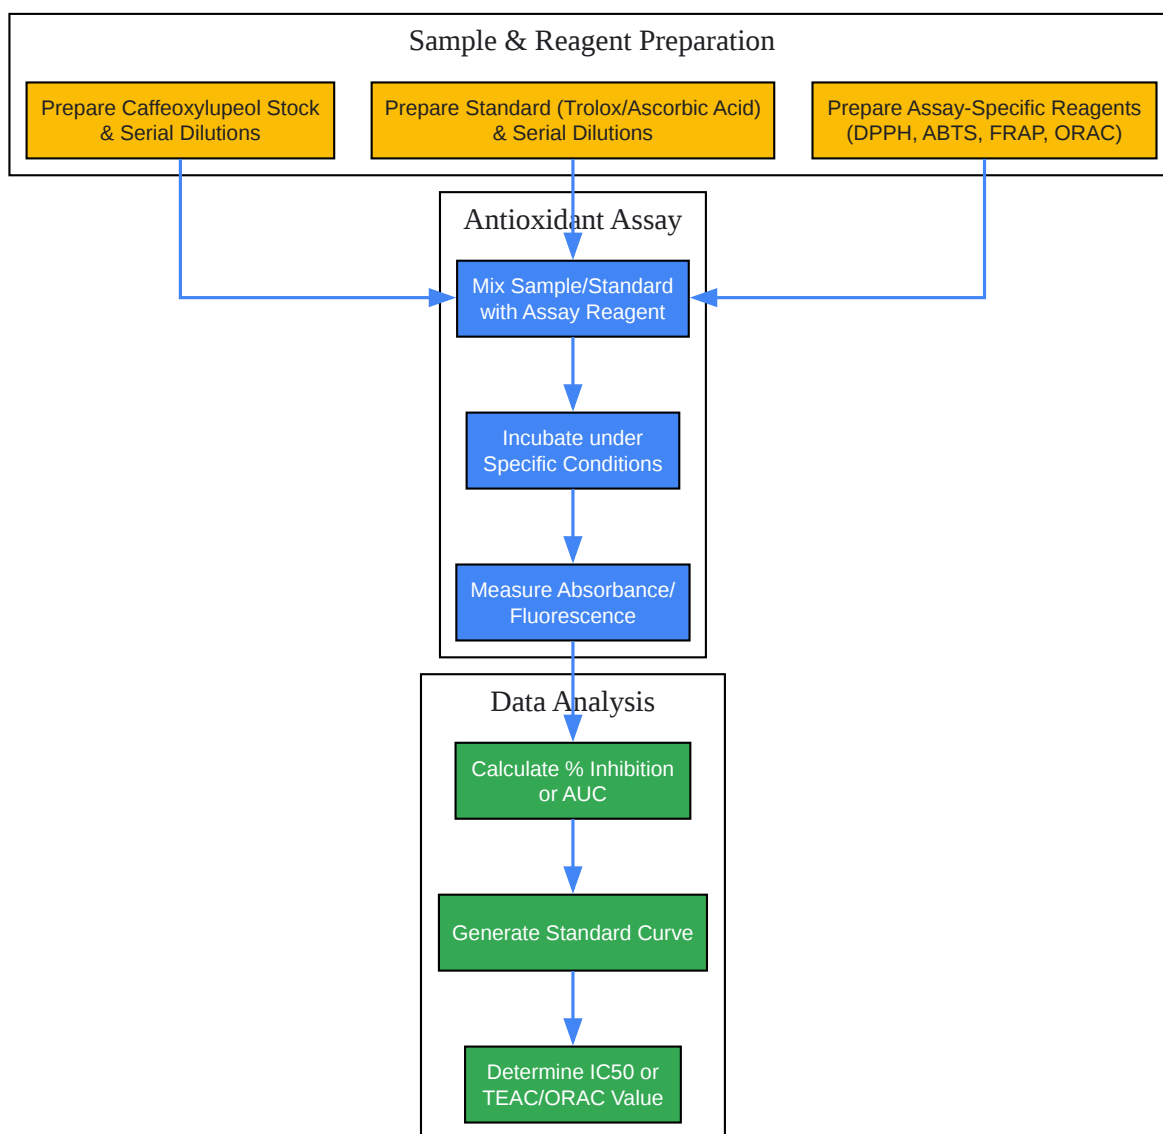 Sample & Reagent Preparation
Prepare Caffeoxylupeol Stock
& Serial Dilutions
Prepare Standard (Trolox/Ascorbic Acid)
& Serial Dilutions
Prepare Assay-Specific Reagents
(DPPH, ABTS, FRAP, ORAC)
Antioxidant Assay
Mix Sample/Standard
with Assay Reagent
Incubate under
Specific Conditions
Measure Absorbance/
Fluorescence
Data Analysis
Calculate % Inhibition
or AUC
Generate Standard Curve
Determine IC50 or
TEAC/ORAC Value